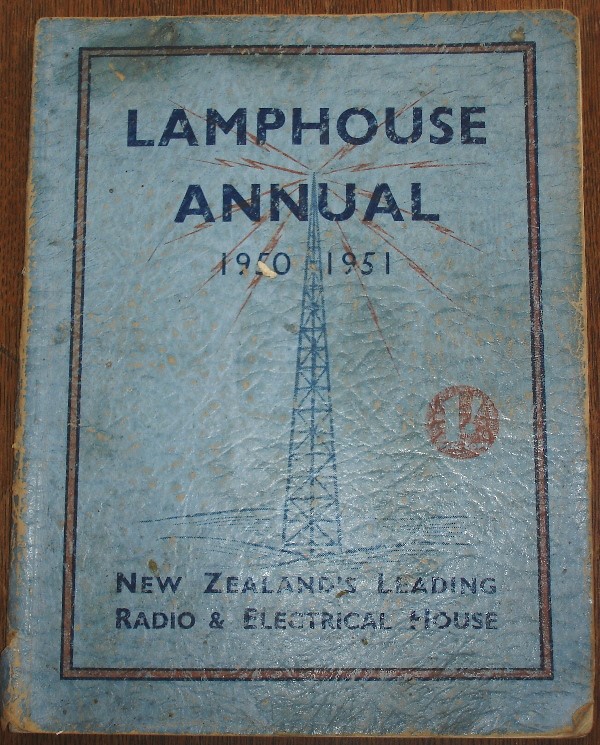 LAMPHOUSE
ANNUAL
1950 - 1951
1/-
NEW ZEALAND'S LEADING
RADIO & ELECTRICAL HOUSE